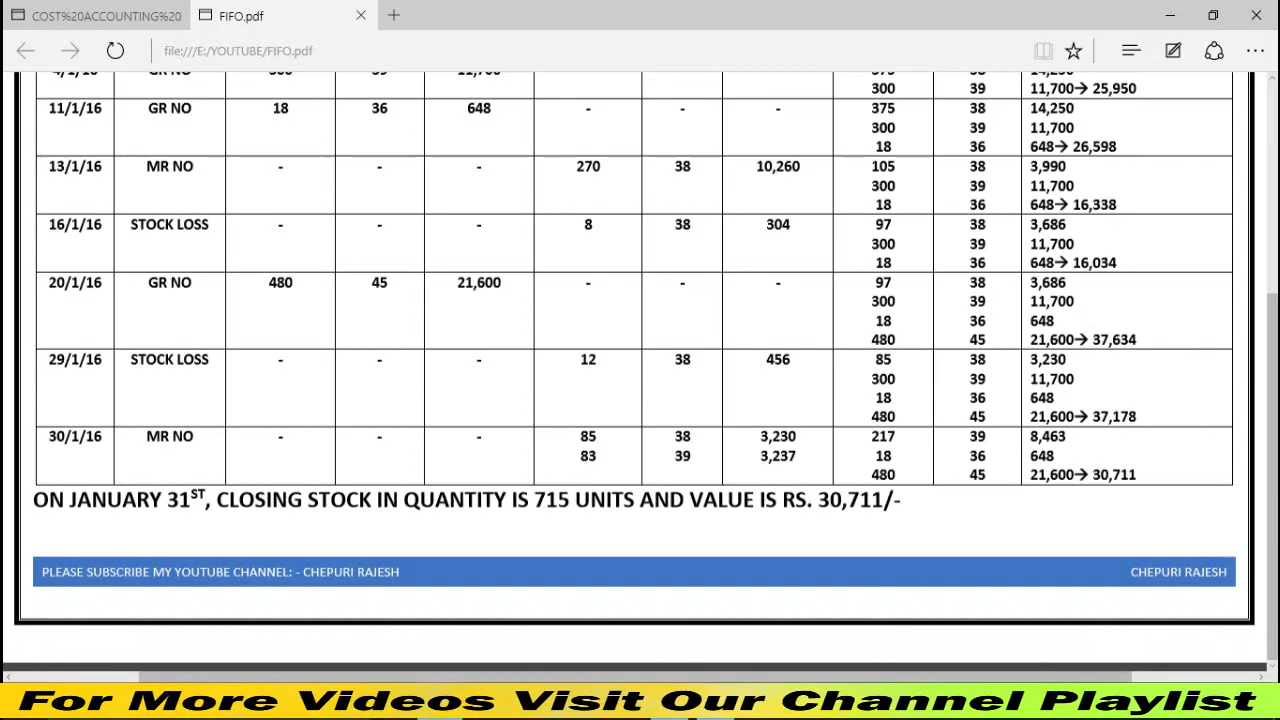 COST%20ACCOUNTING%20
FIFO.pdf
file:///E:/YOUTUBE/FIFO.pdf
300 39 11,700→ 25,950
11/1/16 GR NO 18 36 648 - - - 375 38 14,250
300 39 11,700
18 36 648→ 26,598
13/1/16 MR NO - - - 270 38 10,260 105 38 3,990
300 39 11,700
18 36 648→ 16,338
16/1/16 STOCK LOSS - - - 8 38 304 97 38 3,686
300 39 11,700
18 36 648→ 16,034
20/1/16 GR NO 480 45 21,600 - - - 97 38 3,686
300 39 11,700
18 36 648
480 45 21,600→ 37,634
29/1/16 STOCK LOSS - - - 12 38 456 85 38 3,230
300 39 11,700
18 36 648
480 45 21,600→ 37,178
30/1/16 MR NO - - - 85 38 3,230 217 39 8,463
83 39 3,237 18 36 648
480 45 21,600→ 30,711
ON JANUARY 31ST, CLOSING STOCK IN QUANTITY IS 715 UNITS AND VALUE IS RS. 30,711/-
PLEASE SUBSCRIBE MY YOUTUBE CHANNEL: - CHEPURI RAJESH CHEPURI RAJESH
For More Videos Visit Our Channel Playlist